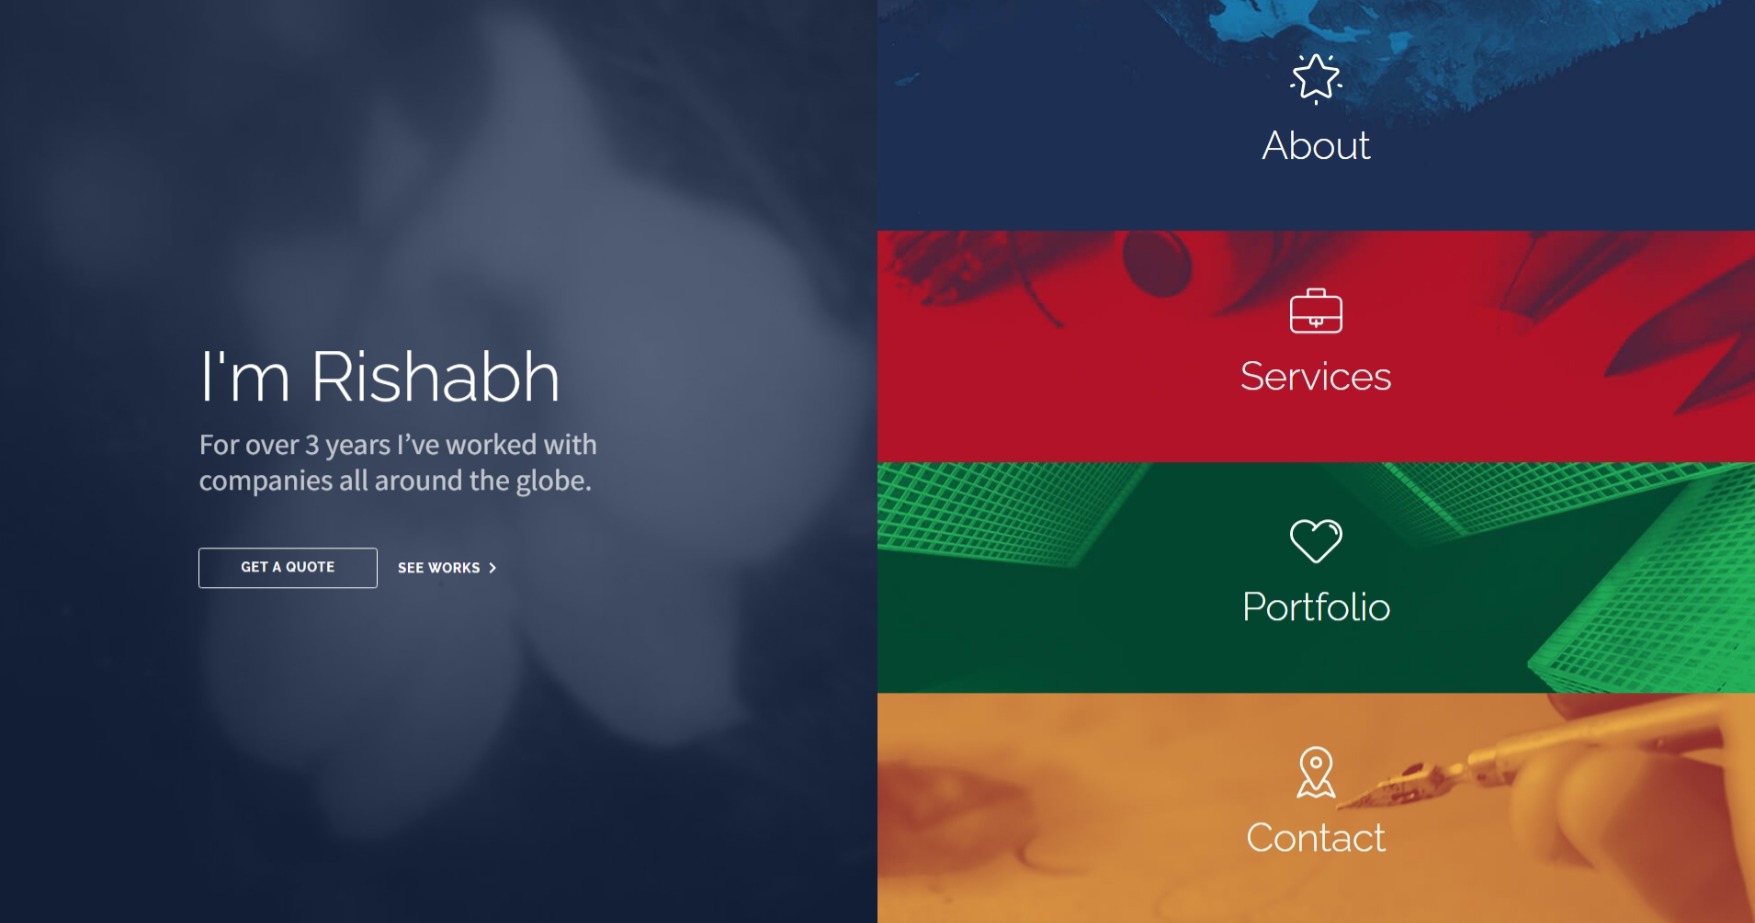 I'm Rishabh
For over 3 years I’ve worked with
companies all around the globe.
GET A QUOTE
SEE WORKS
About
Services
Portfolio
Contact